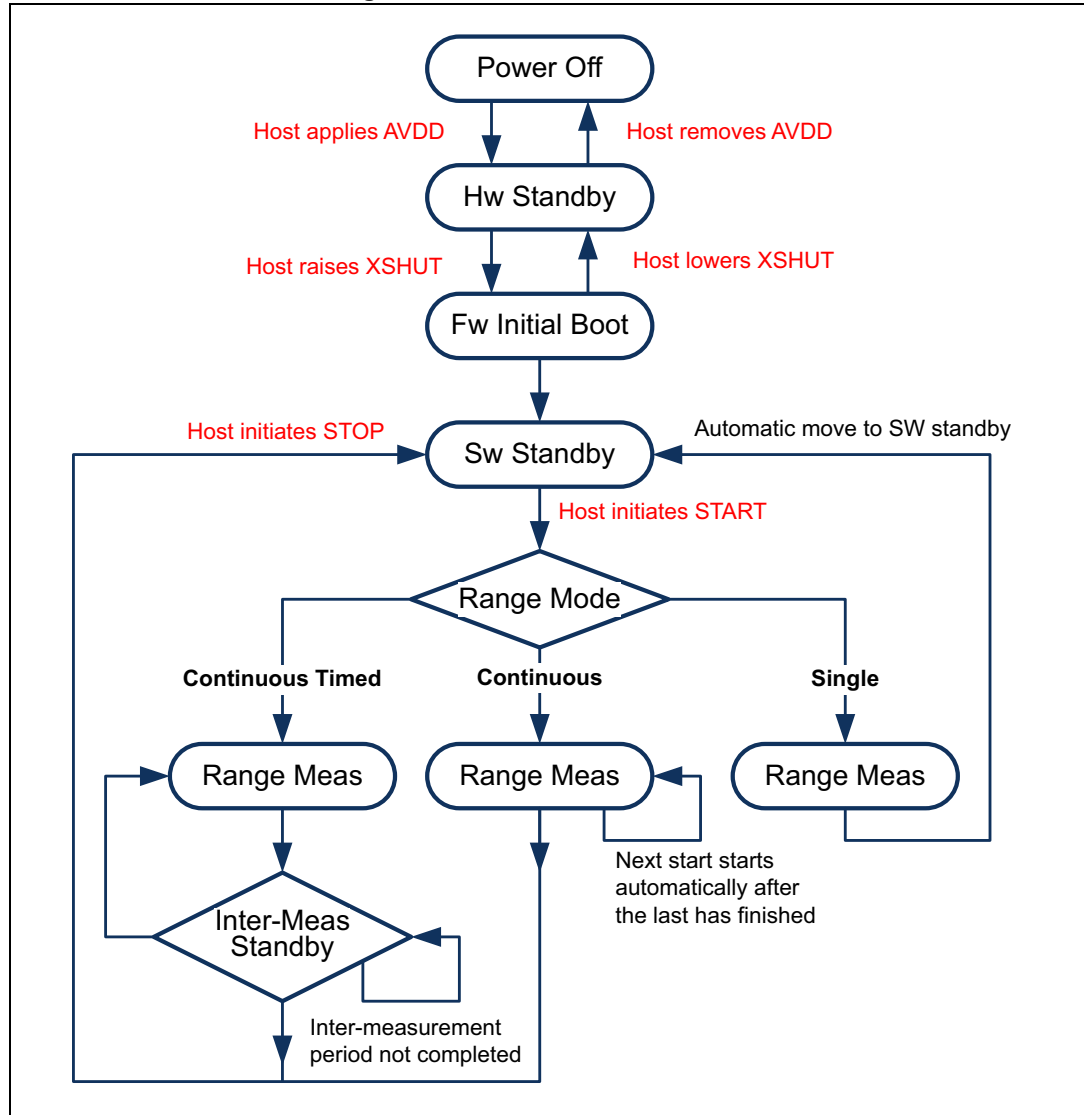 Power Off
Host applies AVDD
Host removes AVDD
Hw Standby
Host raises XSHUT
Host lowers XSHUT
Fw Initial Boot
Host initiates STOP
Automatic move to SW standby
Sw Standby
Host initiates START
Range Mode
Continuous Timed
Continuous
Single
Range Meas
Range Meas
Range Meas
Next start starts
automatically after
the last has finished
Inter-Meas
Standby
Inter-measurement
period not completed